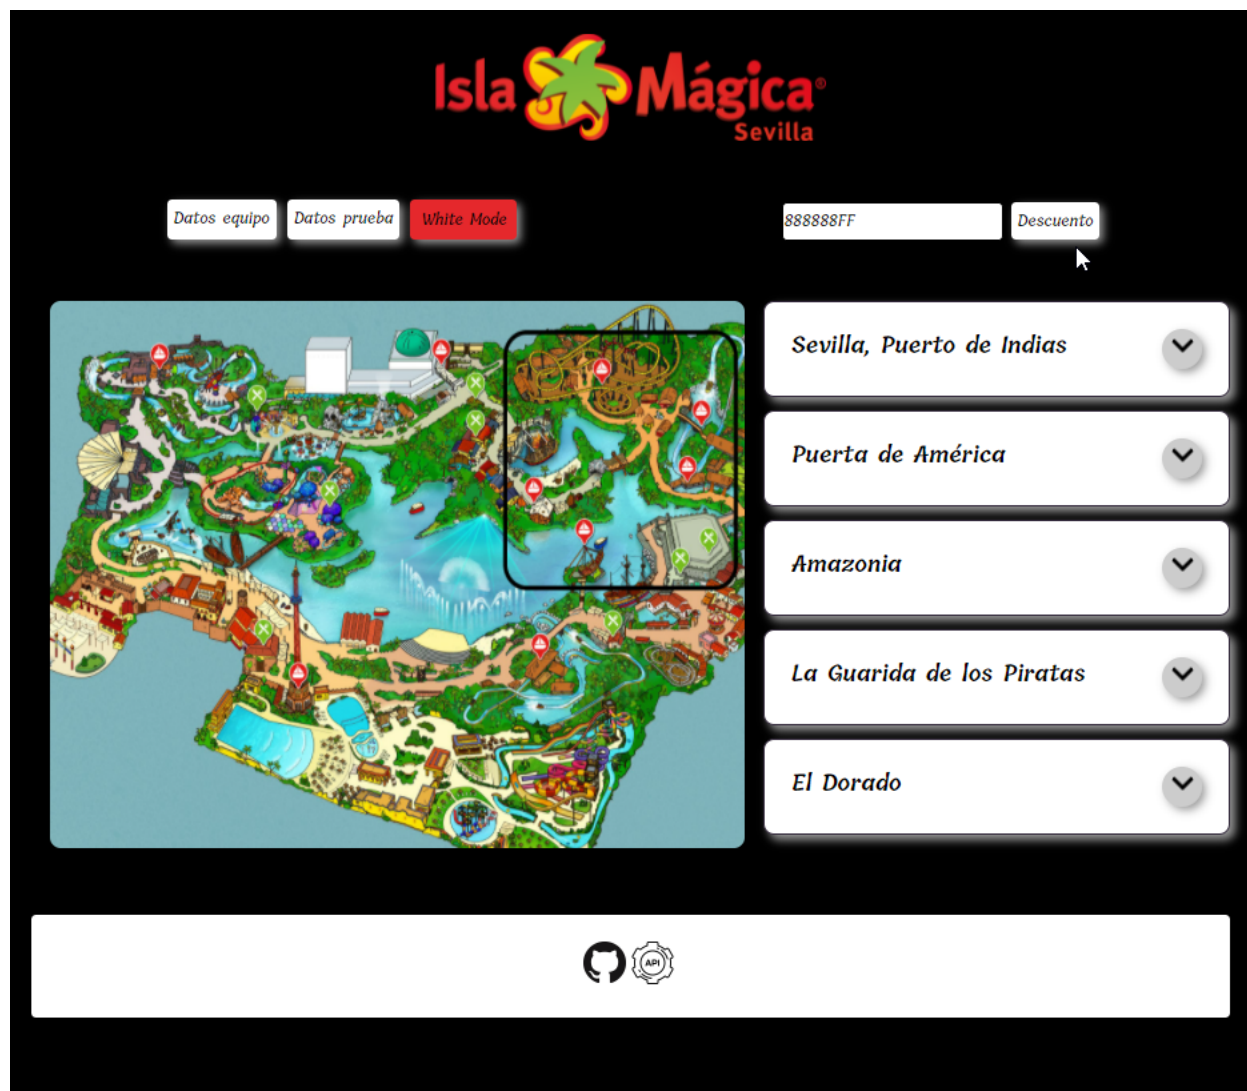 Isla Mágica®
Sevilla
Datos equipo
Datos prueba
White Mode
888888FF
Descuento
Sevilla, Puerto de Indias
Puerta de América
Amazonia
La Guarida de los Piratas
El Dorado
API